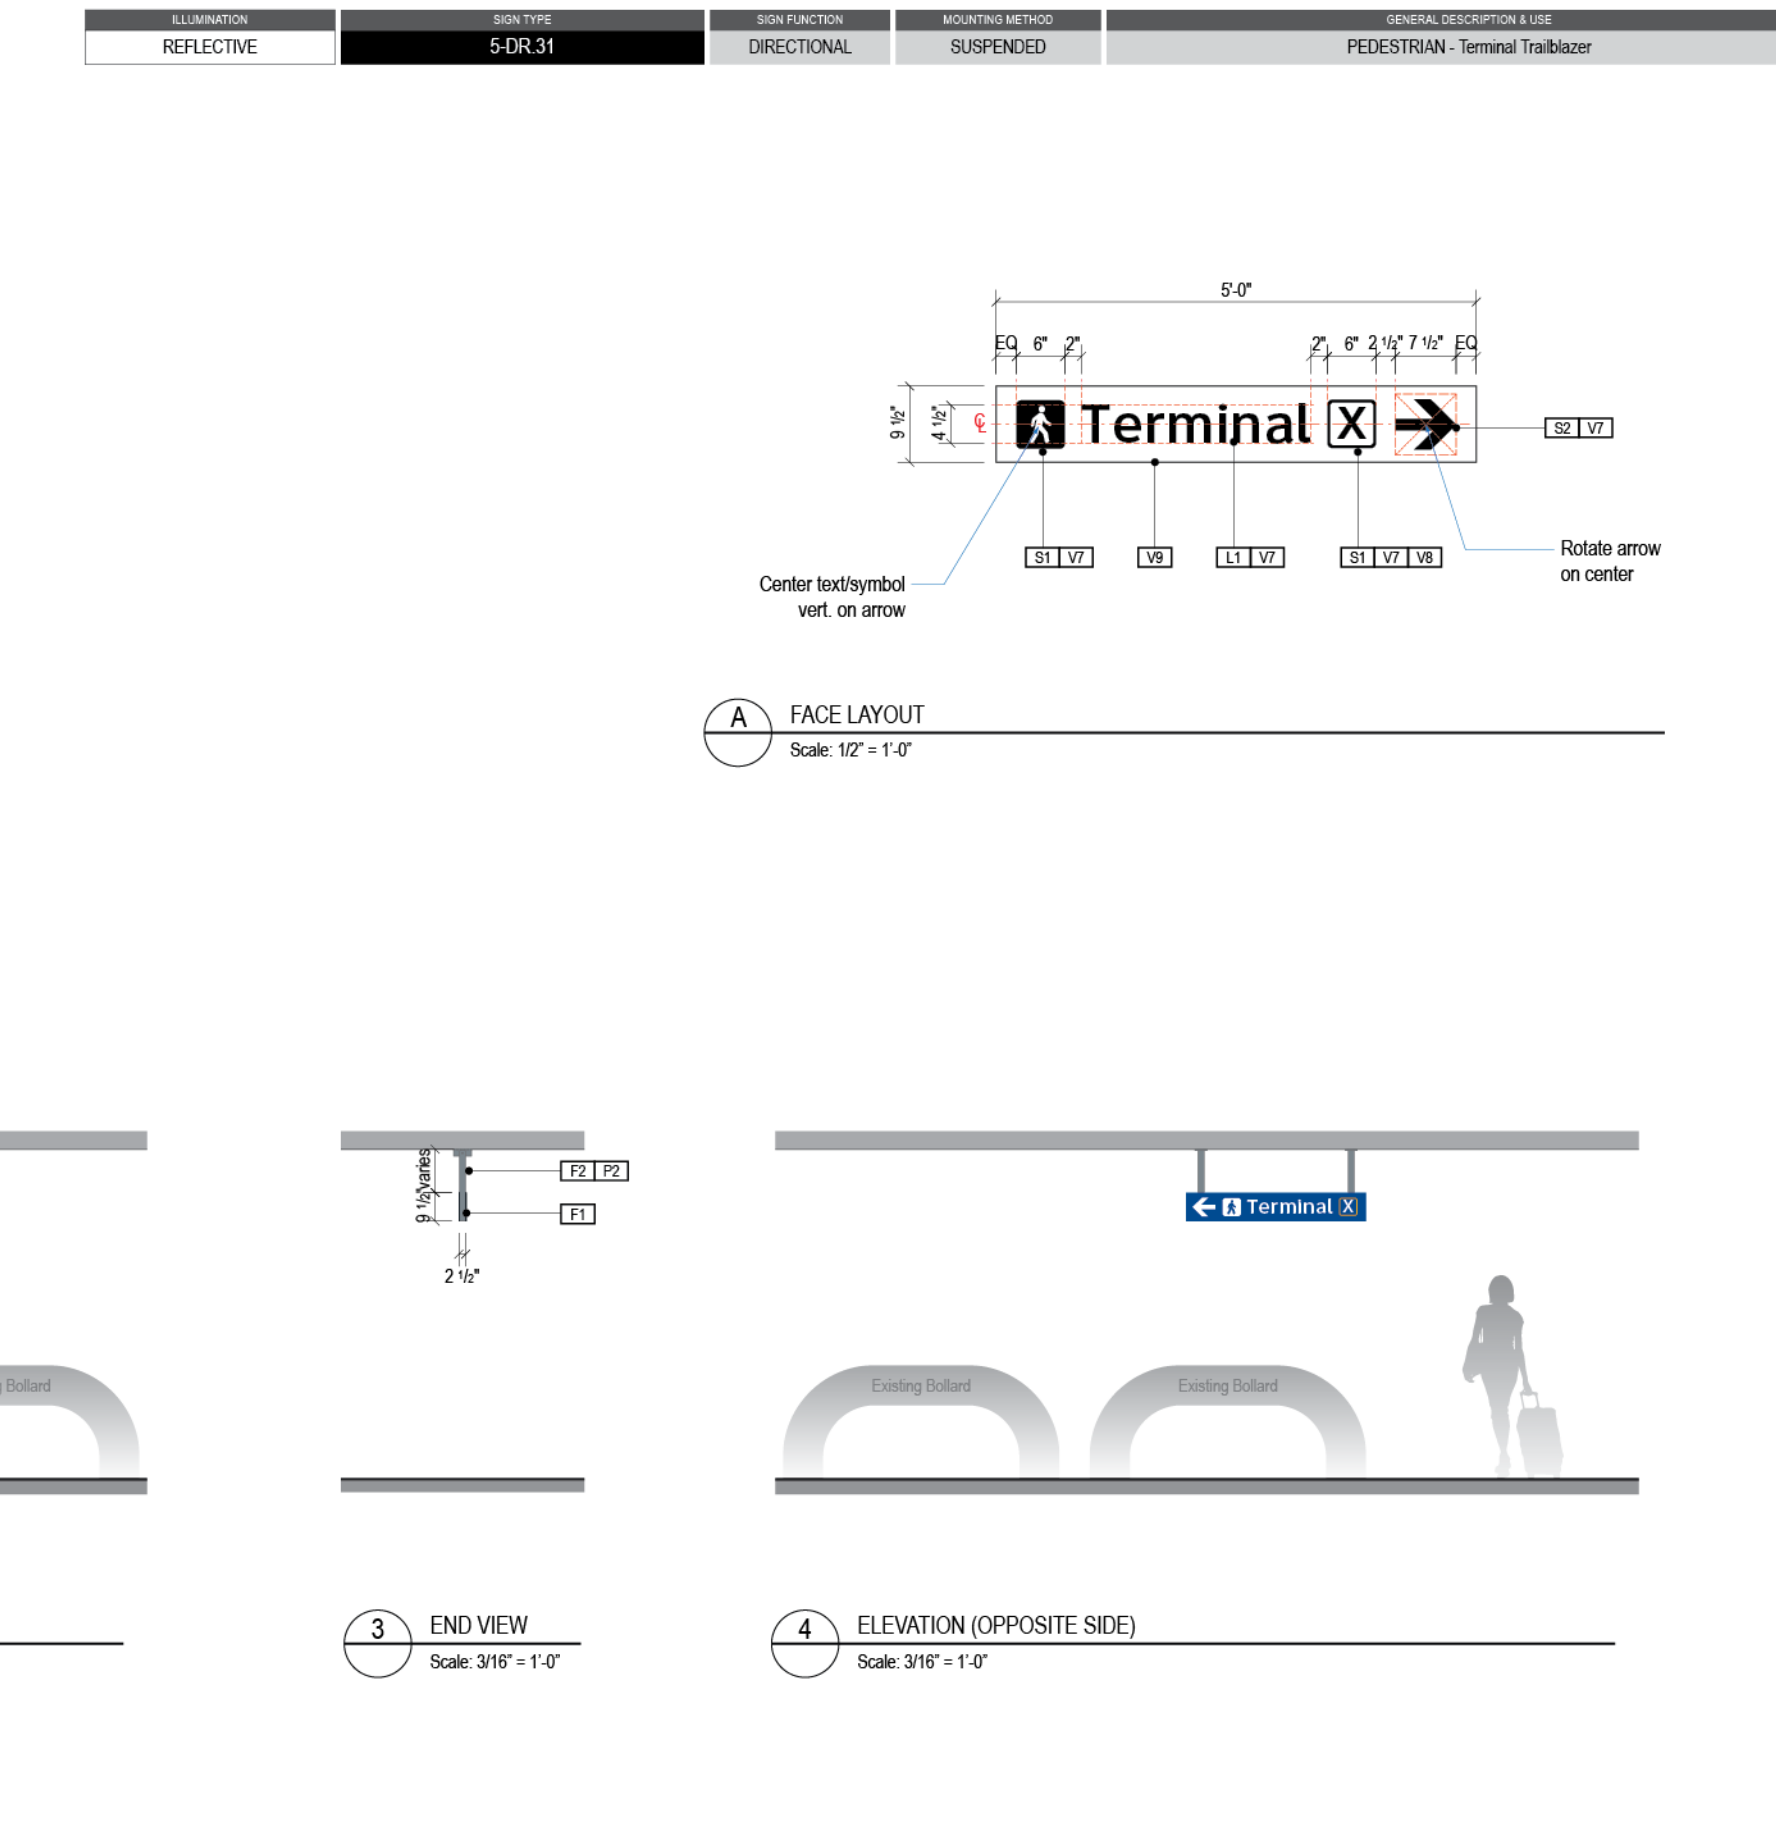 ILLUMINATION
REFLECTIVE
SIGN TYPE
5-DR.31
SIGN FUNCTION
DIRECTIONAL
MOUNTING METHOD
SUSPENDED
GENERAL DESCRIPTION & USE
PEDESTRIAN - Terminal Trailblazer
5'-0"
EQ 6" 2" 2" 6" 2 1/2" 7 1/2" EQ
9 1/2"
4 1/2"
Terminal X
S2 V7
S1 V7
V9
L1 V7
S1 V7 V8
Rotate arrow
on center
Center text/symbol
vert. on arrow
A
FACE LAYOUT
Scale: 1/2" = 1'-0"
varies
9 1/2"
F2 P2
F1
2 1/2"
Terminal X
Bollard
Existing Bollard
Existing Bollard
3
END VIEW
Scale: 3/16" = 1'-0"
4
ELEVATION (OPPOSITE SIDE)
Scale: 3/16" = 1'-0"